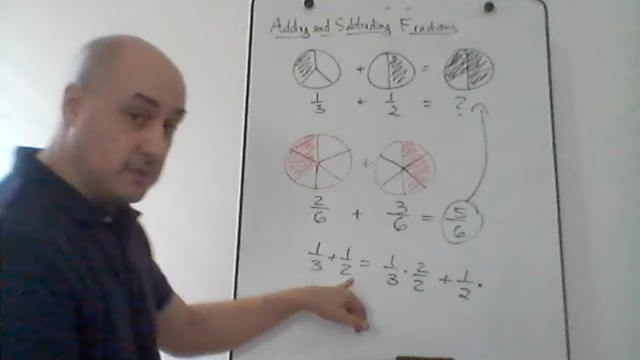 Adding and Subtracting Fractions
+ =
1/3 + 1/2 = ?
+
2/6 + 3/6 = 5/6
1/3 + 1/2 = 1/3 · 2/2 + 1/2 ·